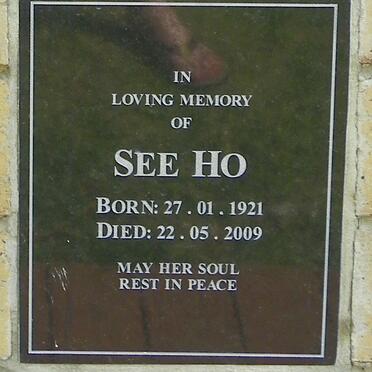 IN
LOVING MEMORY
OF
SEE HO
BORN: 27 . 01 . 1921
DIED: 22 . 05 . 2009
MAY HER SOUL
REST IN PEACE